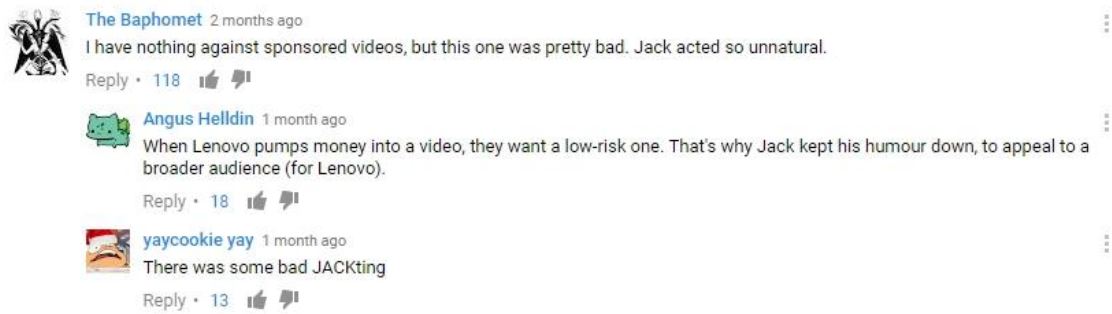 The Baphomet 2 months ago
I have nothing against sponsored videos, but this one was pretty bad. Jack acted so unnatural.
Reply • 118
Angus Helldin 1 month ago
When Lenovo pumps money into a video, they want a low-risk one. That's why Jack kept his humour down, to appeal to a
broader audience (for Lenovo).
Reply • 18
yaycookie yay 1 month ago
There was some bad JACKting
Reply • 13